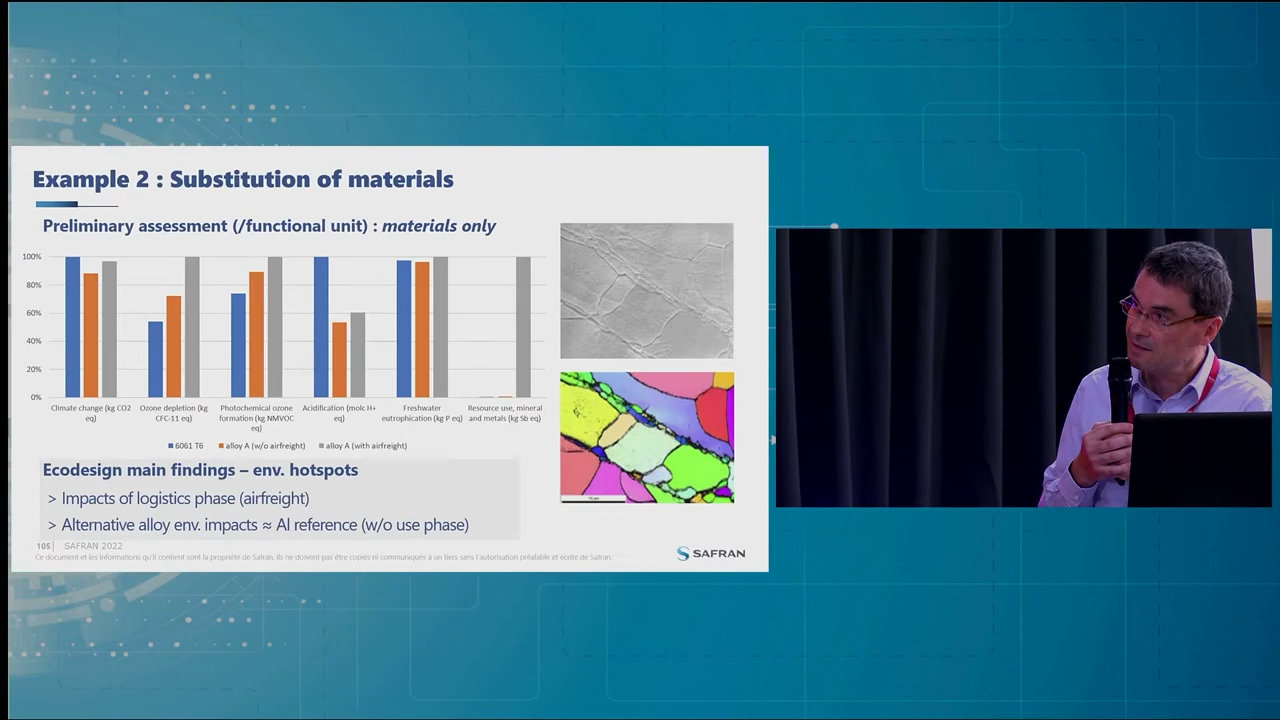 Example 2 : Substitution of materials
Preliminary assessment (/functional unit) : materials only
100%
80%
60%
40%
20%
0%
Climate change (kg CO2
eq)
Ozone depletion (kg
CFC-11 eq)
Photochemical ozone
formation (kg NMVOC
eq)
Acidification (molc H+
eq)
Freshwater
eutrophication (kg P eq)
Resource use, mineral
and metals (kg Sb eq)
6061 T6
alloy A (w/o airfreight)
alloy A (with airfreight)
Ecodesign main findings – env. hotspots
> Impacts of logistics phase (airfreight)
> Alternative alloy env. impacts ≈ Al reference (w/o use phase)
105 | SAFRAN 2022
Ce document et les informations qu'il contient sont la propriété de Safran. Ils ne doivent pas être copiés ni communiqués à un tiers sans l'autorisation préalable et écrite de Safran.
SAFRAN